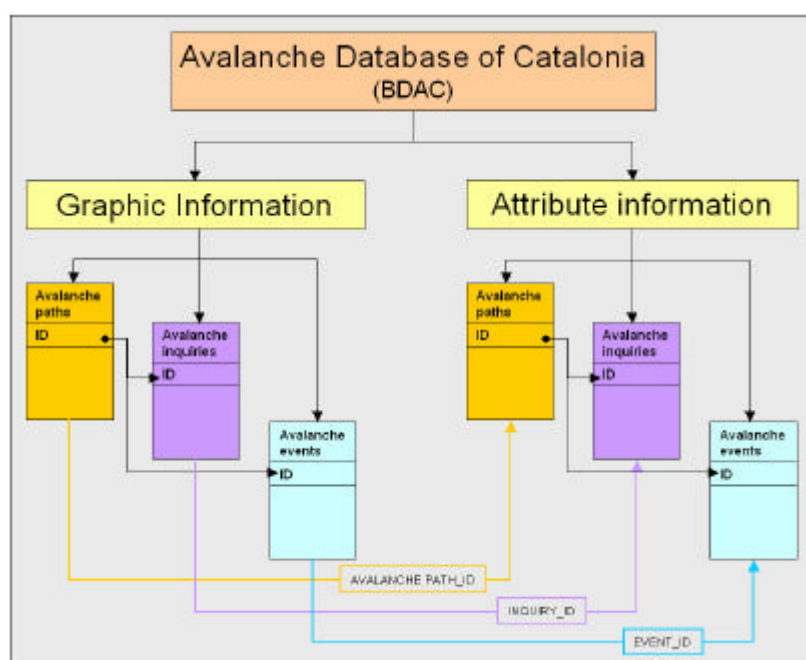 Avalanche Database of Catalonia
(BDAC)
Graphic Information
Attribute information
Avalanche
paths
ID
Avalanche
inquiries
ID
Avalanche
events
ID
Avalanche
paths
ID
Avalanche
inquiries
ID
Avalanche
events
ID
AVALANCHE PATH_ID
INQUIRY_ID
EVENT_ID